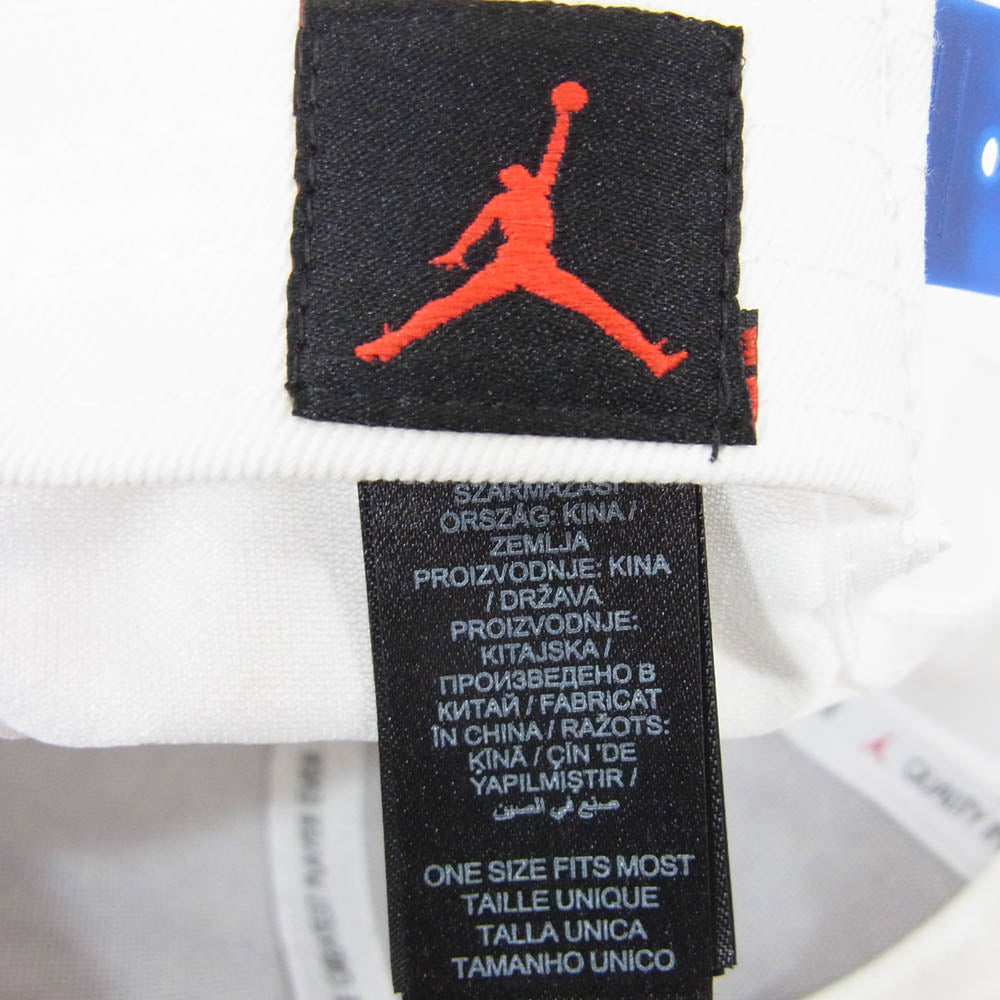 SZÁRMAZÁSI
ORSZÁG: KÍNA /
ZEMLJA
PROIZVODNJE: KINA
/ DRŽAVA
PROIZVODNJE:
KITAJSKA /
ПРОИЗВЕДЕНО В
КИТАЙ / FABRICAT
ÎN CHINA / RAŽOTS:
ĶĪNĀ / ÇİN 'DE
YAPILMIŞTIR /
صنع في الصين
ONE SIZE FITS MOST
TAILLE UNIQUE
TALLA UNICA
TAMANHO UNICO
QUALITY